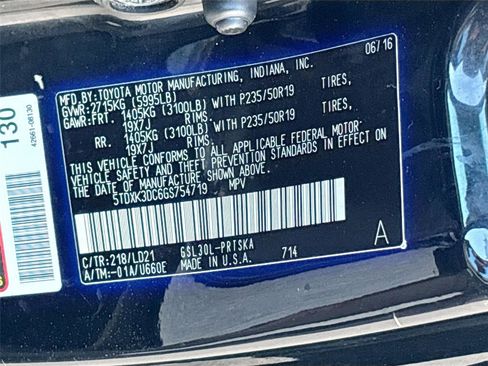 MFD.BY:TOYOTA MOTOR MANUFACTURING, INDIANA, INC. 06/16
GVWR:2715KG (5995LB)
GAWR:FRT. 1405KG (3100LB) WITH P235/50R19 TIRES,
19X7J RIMS.
RR. 1405KG (3100LB) WITH P235/50R19 TIRES,
19X7J RIMS.
THIS VEHICLE CONFORMS TO ALL APPLICABLE FEDERAL MOTOR
VEHICLE SAFETY AND THEFT PREVENTION STANDARDS IN EFFECT ON
THE DATE OF MANUFACTURE SHOWN ABOVE.
5TDXK3DC6GS754719 MPV
C/TR:218/LD21 GSL30L-PRTSKA
A/TM:-01A/U660E MADE IN U.S.A. 714 A
130
42661-08130